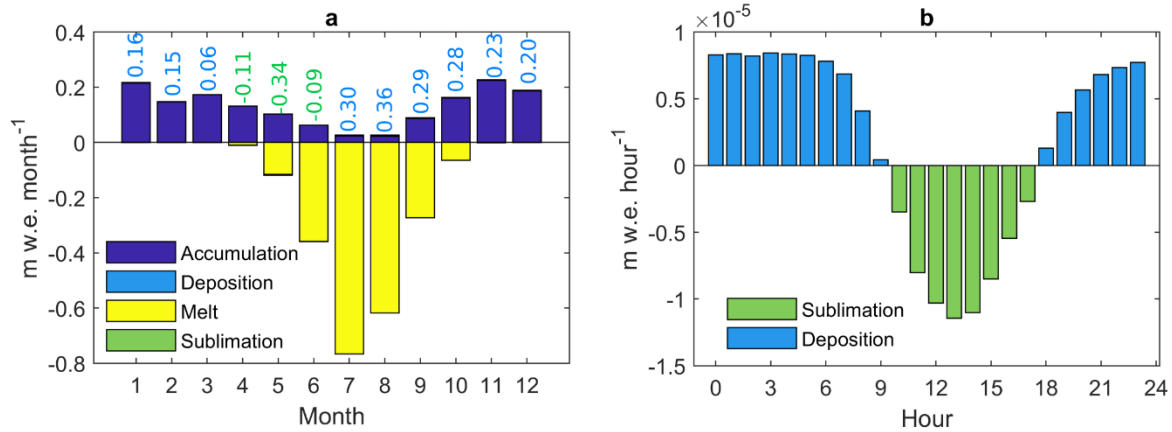 a
0.4
0.2
0
-0.2
-0.4
-0.6
-0.8
m w.e. month⁻¹
0.16
0.15
0.06
-0.11
-0.34
-0.09
0.30
0.36
0.29
0.28
0.23
0.20
Accumulation
Deposition
Melt
Sublimation
1 2 3 4 5 6 7 8 9 10 11 12
Month
b
×10⁻⁵
1
0.5
0
-0.5
-1
-1.5
m w.e. hour⁻¹
Sublimation
Deposition
0 3 6 9 12 15 18 21 24
Hour